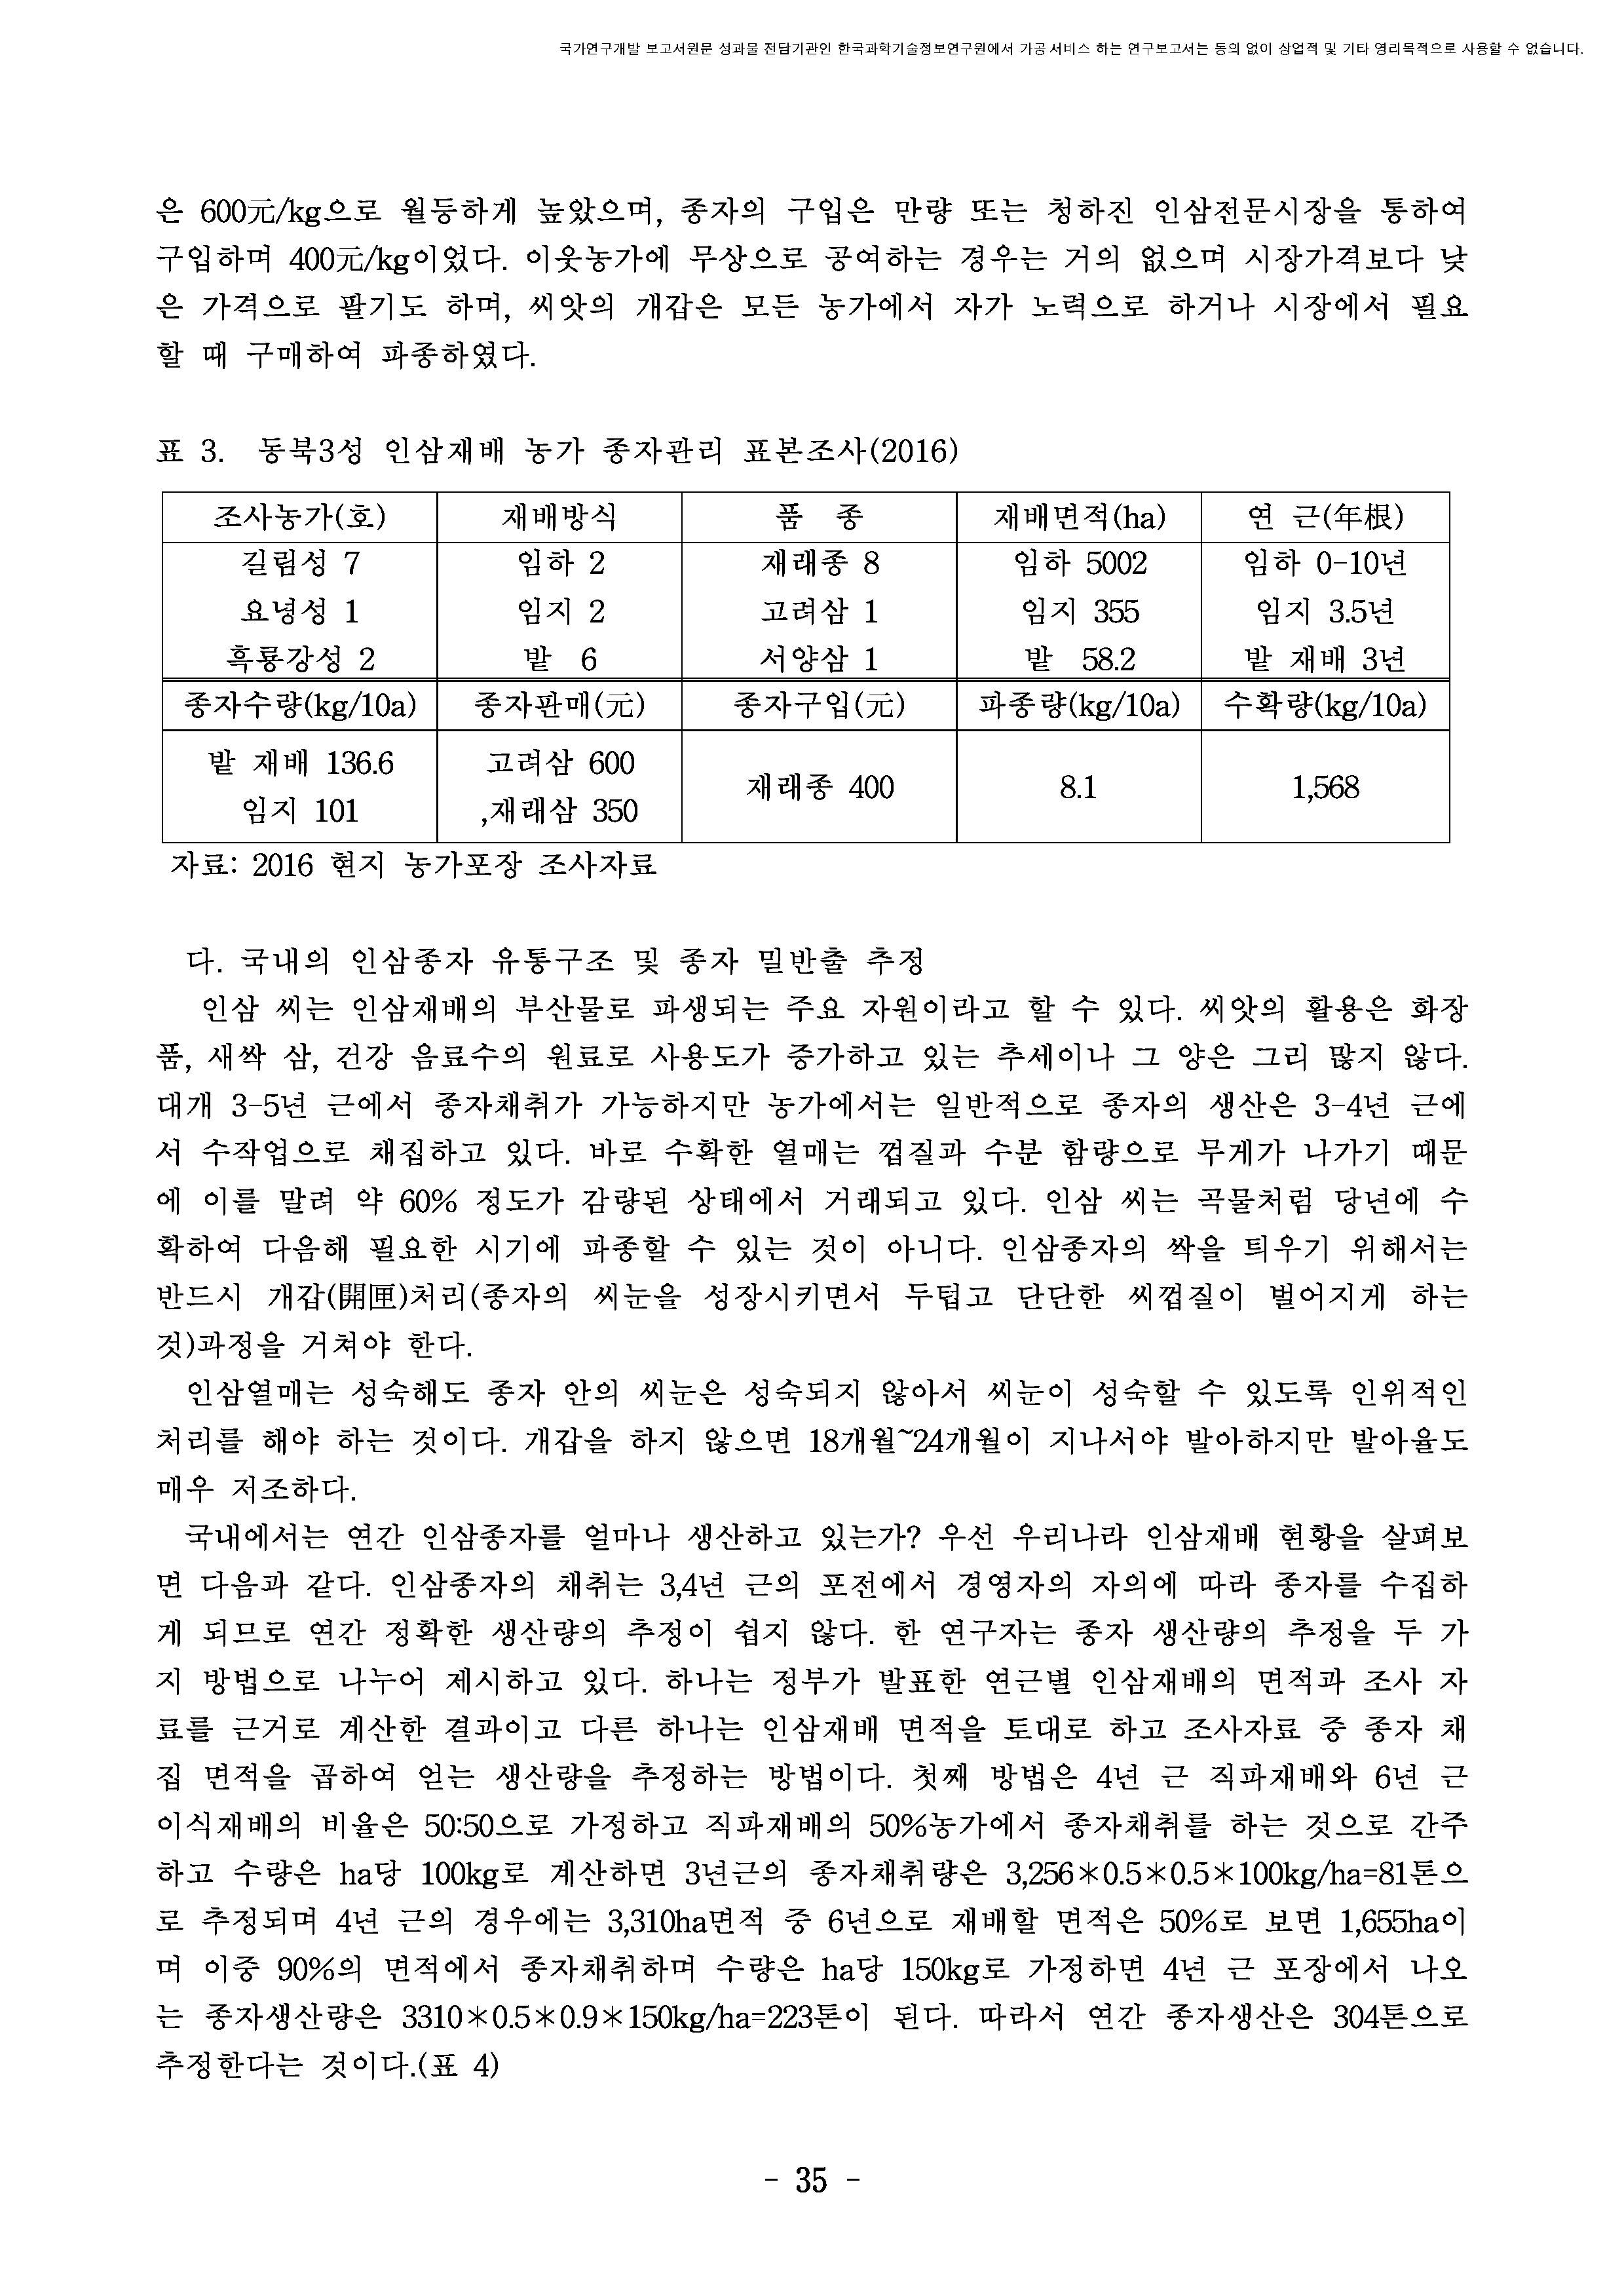 국가연구개발 보고서원문 성과물 전담기관인 한국과학기술정보연구원에서 가공·서비스 하는 연구보고서는 동의 없이 상업적 및 기타 영리목적으로 사용할 수 없습니다.
은 600元/kg으로 월등하게 높았으며, 종자의 구입은 만량 또는 청하진 인삼전문시장을 통하여
구입하며 400元/kg이었다. 이웃농가에 무상으로 공여하는 경우는 거의 없으며 시장가격보다 낮
은 가격으로 팔기도 하며, 씨앗의 개갑은 모든 농가에서 자가 노력으로 하거나 시장에서 필요
할 때 구매하여 파종하였다.
표 3. 동북3성 인삼재배 농가 종자관리 표본조사(2016)
조사농가(호) 재배방식 품 종 재배면적(ha) 연 근(年根)
길림성 7 임하 2 재래종 8 임하 5002 임하 0-10년
요녕성 1 임지 2 고려삼 1 임지 355 임지 3.5년
흑룡강성 2 밭 6 서양삼 1 밭 58.2 밭 재배 3년
종자수량(kg/10a) 종자판매(元) 종자구입(元) 파종량(kg/10a) 수확량(kg/10a)
밭 재배 136.6 고려삼 600
재래종 400 8.1 1,568
임지 101 ,재래삼 350
자료: 2016 현지 농가포장 조사자료
다. 국내의 인삼종자 유통구조 및 종자 밀반출 추정
인삼 씨는 인삼재배의 부산물로 파생되는 주요 자원이라고 할 수 있다. 씨앗의 활용은 화장
품, 새싹 삼, 건강 음료수의 원료로 사용도가 증가하고 있는 추세이나 그 양은 그리 많지 않다.
대개 3-5년 근에서 종자채취가 가능하지만 농가에서는 일반적으로 종자의 생산은 3-4년 근에
서 수작업으로 채집하고 있다. 바로 수확한 열매는 껍질과 수분 함량으로 무게가 나가기 때문
에 이를 말려 약 60% 정도가 감량된 상태에서 거래되고 있다. 인삼 씨는 곡물처럼 당년에 수
확하여 다음해 필요한 시기에 파종할 수 있는 것이 아니다. 인삼종자의 싹을 틔우기 위해서는
반드시 개갑(開匣)처리(종자의 씨눈을 성장시키면서 두텁고 단단한 씨껍질이 벌어지게 하는
것)과정을 거쳐야 한다.
인삼열매는 성숙해도 종자 안의 씨눈은 성숙되지 않아서 씨눈이 성숙할 수 있도록 인위적인
처리를 해야 하는 것이다. 개갑을 하지 않으면 18개월~24개월이 지나서야 발아하지만 발아율도
매우 저조하다.
국내에서는 연간 인삼종자를 얼마나 생산하고 있는가? 우선 우리나라 인삼재배 현황을 살펴보
면 다음과 같다. 인삼종자의 채취는 3,4년 근의 포전에서 경영자의 자의에 따라 종자를 수집하
게 되므로 연간 정확한 생산량의 추정이 쉽지 않다. 한 연구자는 종자 생산량의 추정을 두 가
지 방법으로 나누어 제시하고 있다. 하나는 정부가 발표한 연근별 인삼재배의 면적과 조사 자
료를 근거로 계산한 결과이고 다른 하나는 인삼재배 면적을 토대로 하고 조사자료 중 종자 채
집 면적을 곱하여 얻는 생산량을 추정하는 방법이다. 첫째 방법은 4년 근 직파재배와 6년 근
이식재배의 비율은 50:50으로 가정하고 직파재배의 50%농가에서 종자채취를 하는 것으로 간주
하고 수량은 ha당 100kg로 계산하면 3년근의 종자채취량은 3,256*0.5*0.5*100kg/ha=81톤으
로 추정되며 4년 근의 경우에는 3,310ha면적 중 6년으로 재배할 면적은 50%로 보면 1,655ha이
며 이중 90%의 면적에서 종자채취하며 수량은 ha당 150kg로 가정하면 4년 근 포장에서 나오
는 종자생산량은 3310*0.5*0.9*150kg/ha=223톤이 된다. 따라서 연간 종자생산은 304톤으로
추정한다는 것이다.(표 4)
- 35 -